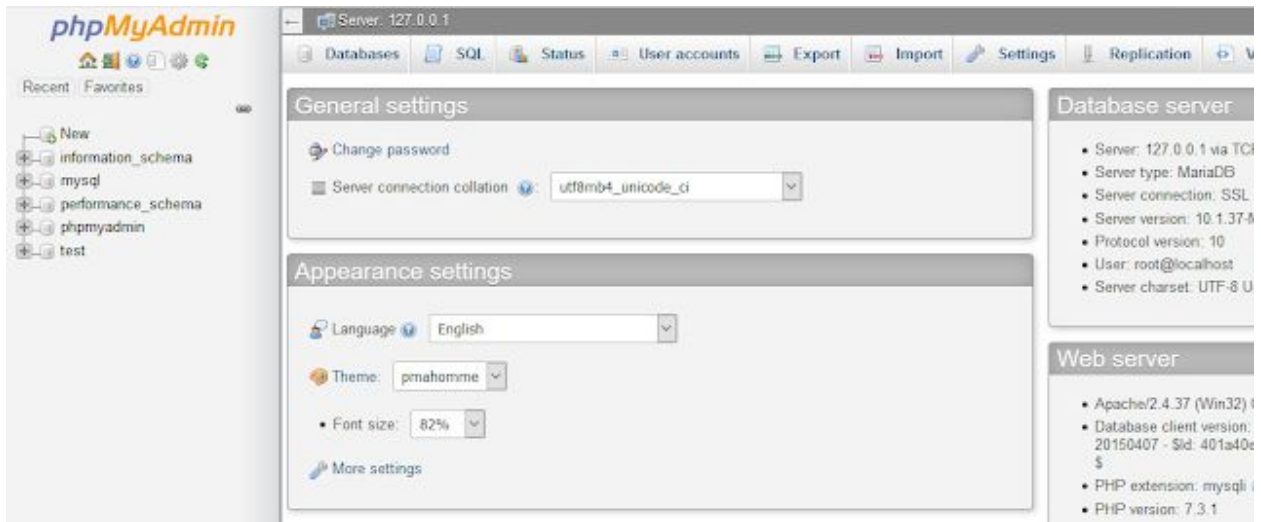 phpMyAdmin
Recent Favorites
New
information_schema
mysql
performance_schema
phpmyadmin
test
Server: 127.0.0.1
Databases SQL Status User accounts Export Import Settings Replication
General settings
Change password
Server connection collation : utf8mb4_unicode_ci
Appearance settings
Language English
Theme: pmahomme
Font size: 82%
More settings
Database server
Server: 127.0.0.1 via
Server type: MariaDB
Server connection: SSL
Server version: 10.1.37-
Protocol version: 10
User: root@localhost
Server charset: UTF-8
Web server
Apache/2.4.37 (Win32)
Database client version:
20150407 - $Id: 401a40
$
PHP extension: mysqli
PHP version: 7.3.1